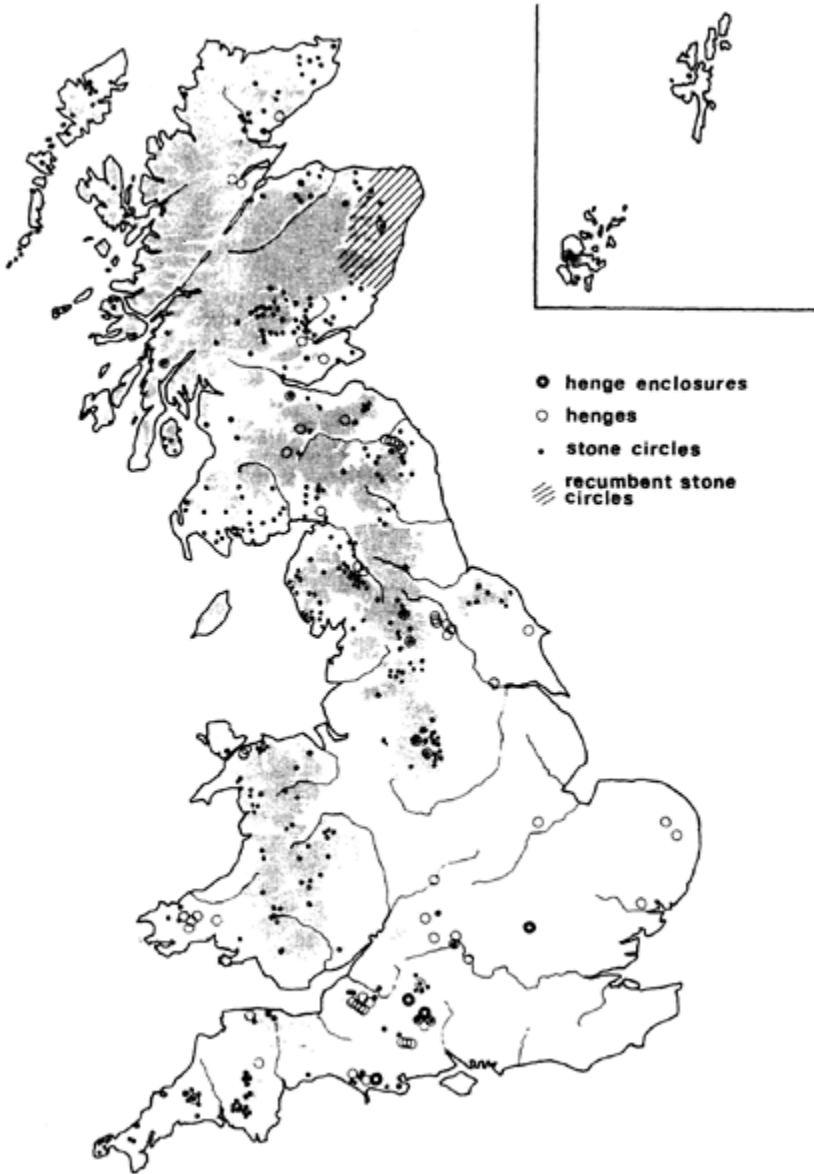 henge enclosures
henges
stone circles
recumbent stone
circles